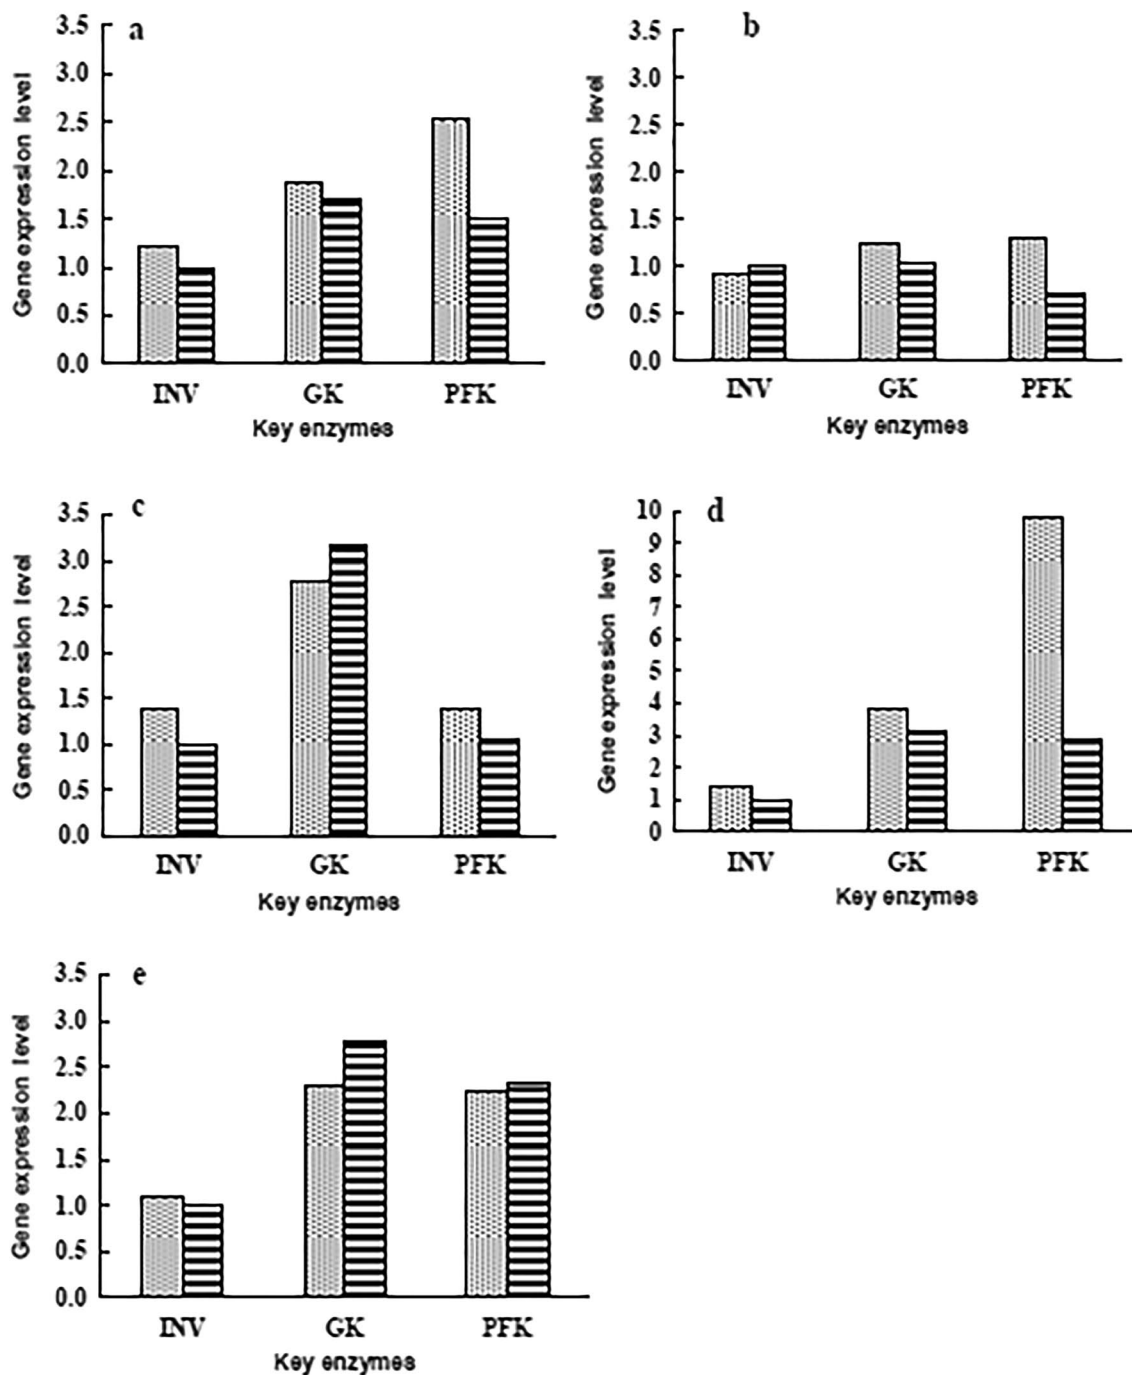 a
Gene expression level
3.5
3.0
2.5
2.0
1.5
1.0
0.5
0.0
INV GK PFK
Key enzymes
b
Gene expression level
3.5
3.0
2.5
2.0
1.5
1.0
0.5
0.0
INV GK PFK
Key enzymes
c
Gene expression level
3.5
3.0
2.5
2.0
1.5
1.0
0.5
0.0
INV GK PFK
Key enzymes
d
Gene expression level
10
9
8
7
6
5
4
3
2
1
0
INV GK PFK
Key enzymes
e
Gene expression level
3.5
3.0
2.5
2.0
1.5
1.0
0.5
0.0
INV GK PFK
Key enzymes